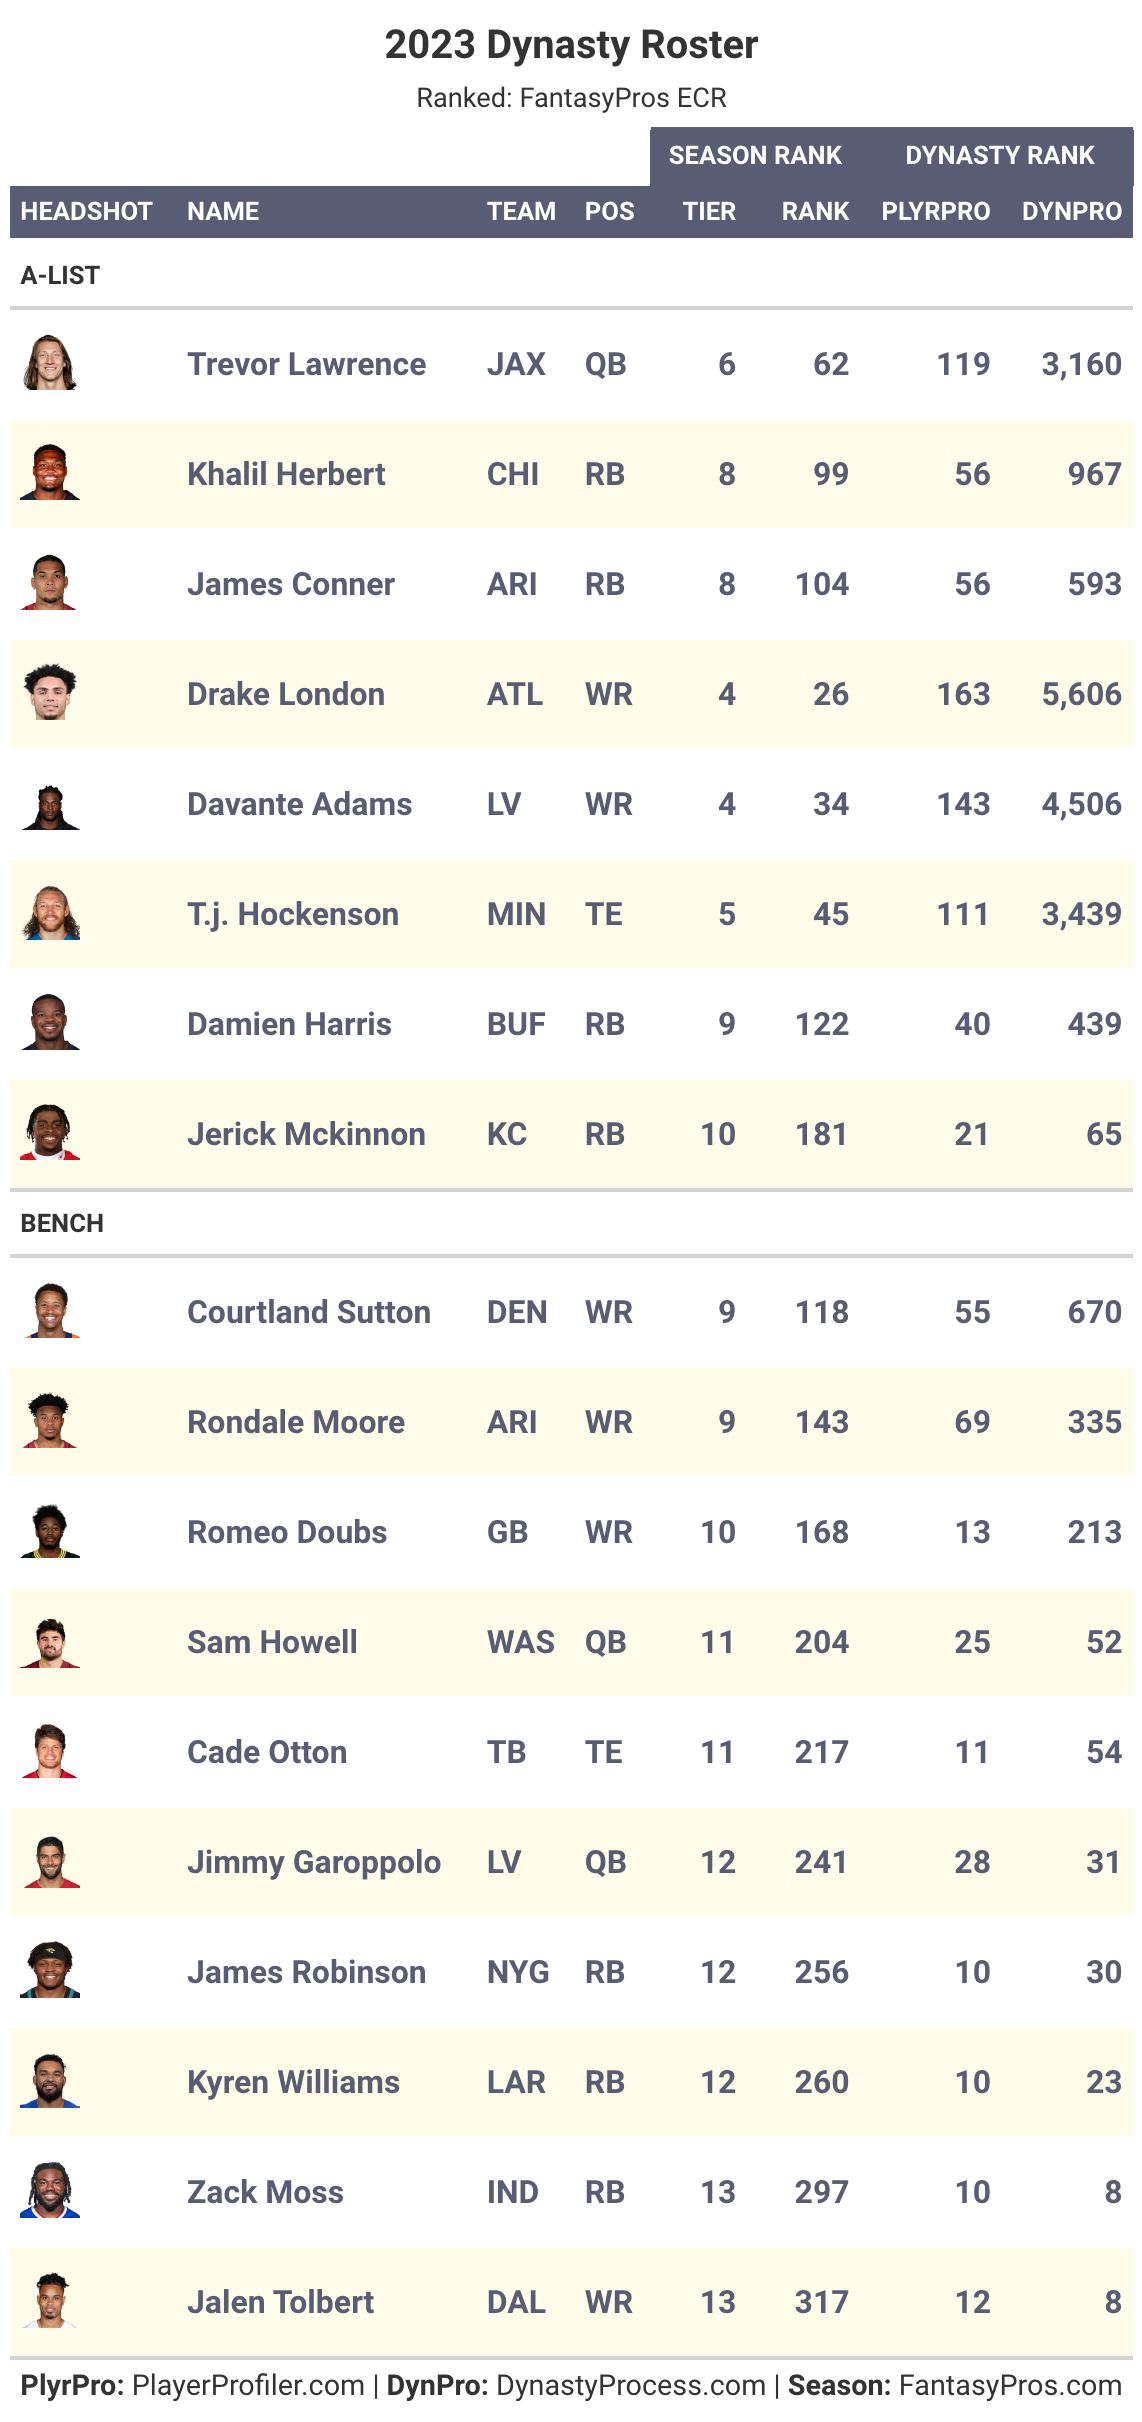 2023 Dynasty Roster
Ranked: FantasyPros ECR
SEASON RANK DYNASTY RANK
HEADSHOT NAME TEAM POS TIER RANK PLYRPRO DYNPRO
A-LIST
Trevor Lawrence JAX QB 6 62 119 3,160
Khalil Herbert CHI RB 8 99 56 967
James Conner ARI RB 8 104 56 593
Drake London ATL WR 4 26 163 5,606
Davante Adams LV WR 4 34 143 4,506
T.j. Hockenson MIN TE 5 45 111 3,439
Damien Harris BUF RB 9 122 40 439
Jerick Mckinnon KC RB 10 181 21 65
BENCH
Courtland Sutton DEN WR 9 118 55 670
Rondale Moore ARI WR 9 143 69 335
Romeo Doubs GB WR 10 168 13 213
Sam Howell WAS QB 11 204 25 52
Cade Otton TB TE 11 217 11 54
Jimmy Garoppolo LV QB 12 241 28 31
James Robinson NYG RB 12 256 10 30
Kyren Williams LAR RB 12 260 10 23
Zack Moss IND RB 13 297 10 8
Jalen Tolbert DAL WR 13 317 12 8
PlyrPro: PlayerProfiler.com | DynPro: DynastyProcess.com | Season: FantasyPros.com